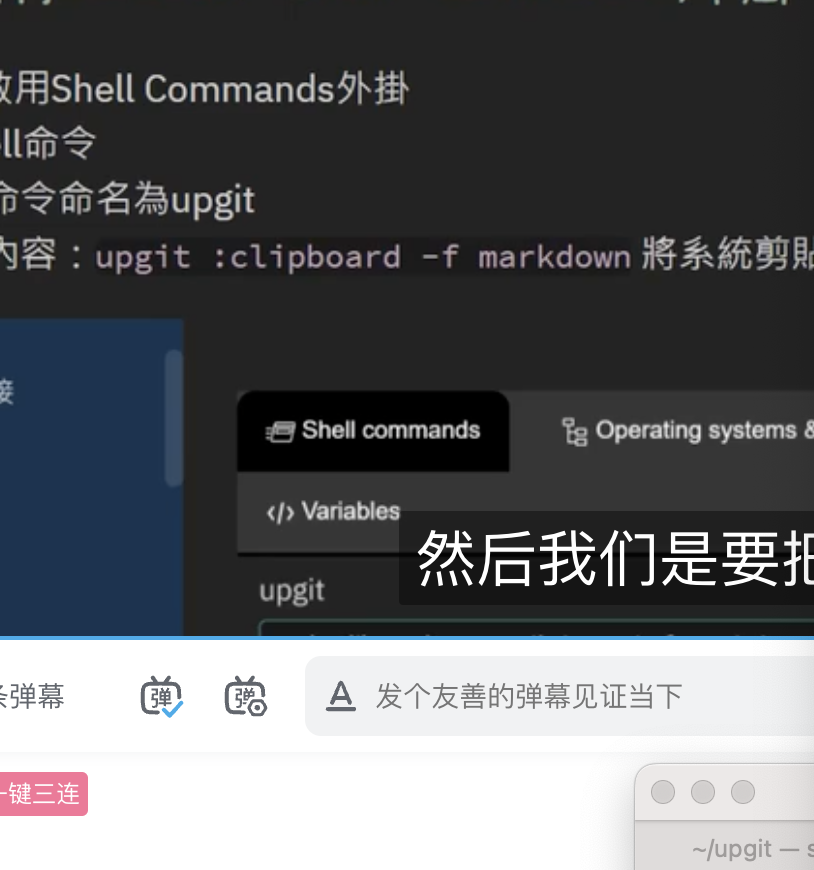 用Shell Commands外掛
ll命令
命令命名為upgit
內容：upgit :clipboard -f markdown 將系統剪貼
接
Shell commands
Operating systems &
Variables
然后我们是要把
upgit
条弹幕
弹
弹
A 发个友善的弹幕见证当下
一键三连
~/upgit — s